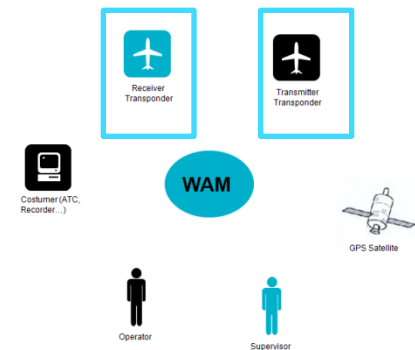 Receiver
Transponder
Transmitter
Transponder
WAM
Costumer (ATC,
Recorder...)
GPS Satellite
Operator
Supervisor